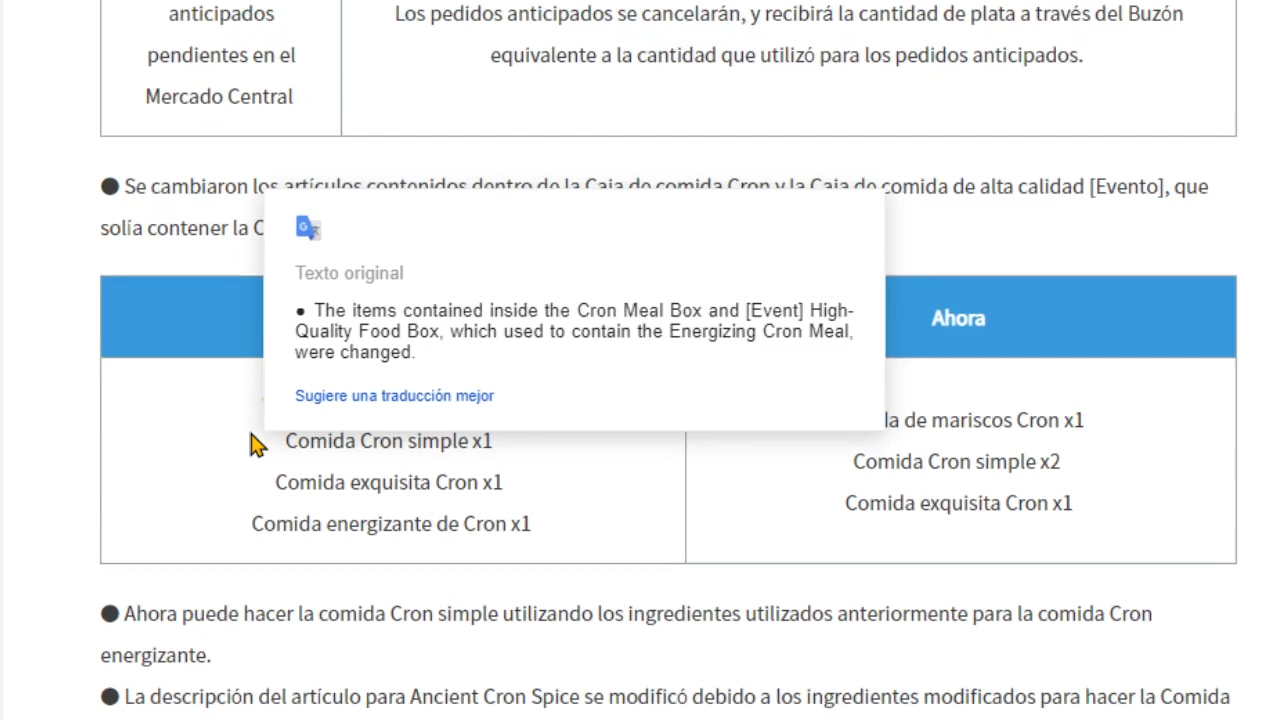 anticipados
pendientes en el
Mercado Central
Los pedidos anticipados se cancelarán, y recibirá la cantidad de plata a través del Buzón
equivalente a la cantidad que utilizó para los pedidos anticipados.
● Se cambiaron los artículos contenidos dentro de la Caja de comida Cron y la Caja de comida de alta calidad [Evento], que
solía contener la
Texto original
● The items contained inside the Cron Meal Box and [Event] High-
Quality Food Box, which used to contain the Energizing Cron Meal,
were changed.
Sugiere una traducción mejor
Ahora
Comida Cron simple x1
Comida exquisita Cron x1
Comida energizante de Cron x1
de mariscos Cron x1
Comida Cron simple x2
Comida exquisita Cron x1
● Ahora puede hacer la comida Cron simple utilizando los ingredientes utilizados anteriormente para la comida Cron
energizante.
● La descripción del artículo para Ancient Cron Spice se modificó debido a los ingredientes modificados para hacer la Comida